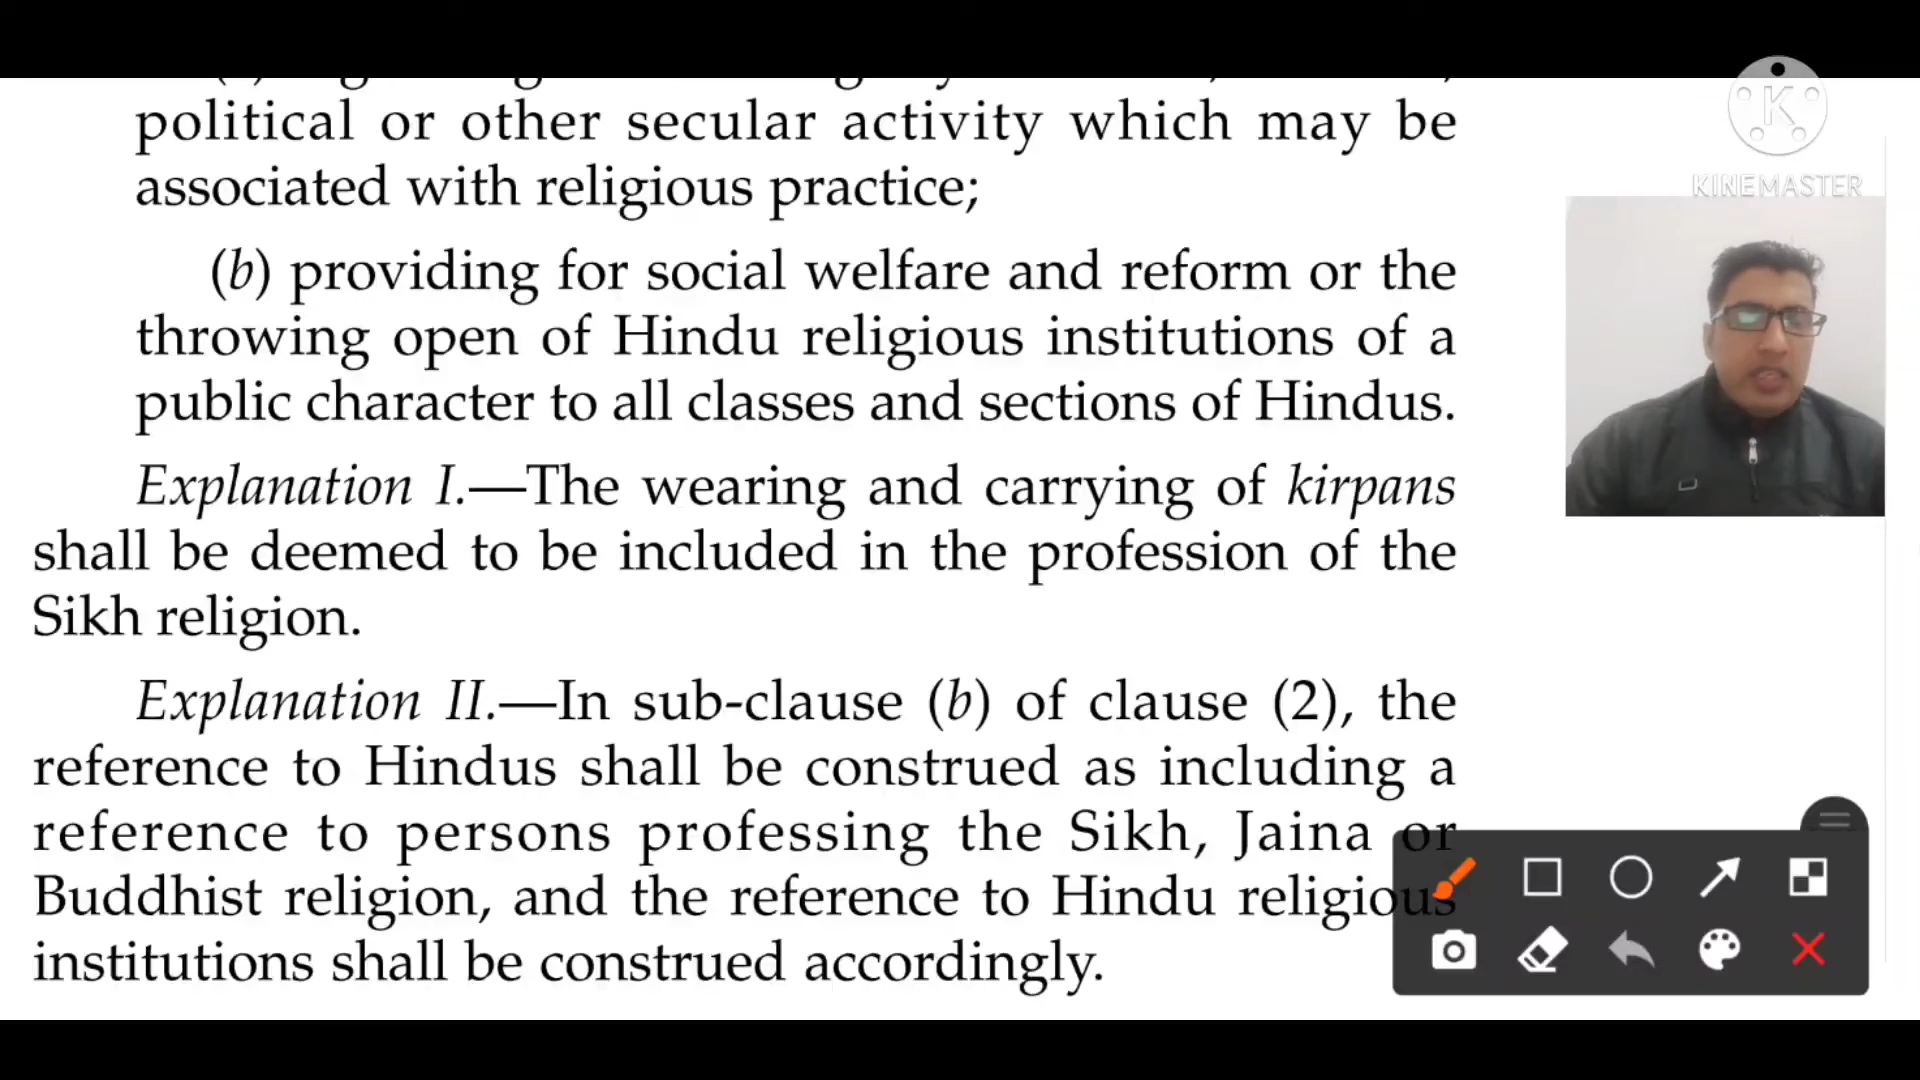 political or other secular activity which may be
associated with religious practice;
(b) providing for social welfare and reform or the
throwing open of Hindu religious institutions of a
public character to all classes and sections of Hindus.
Explanation I.—The wearing and carrying of kirpans
shall be deemed to be included in the profession of the
Sikh religion.
Explanation II.—In sub-clause (b) of clause (2), the
reference to Hindus shall be construed as including a
reference to persons professing the Sikh, Jaina or
Buddhist religion, and the reference to Hindu religious
institutions shall be construed accordingly.
K
KINEMASTER